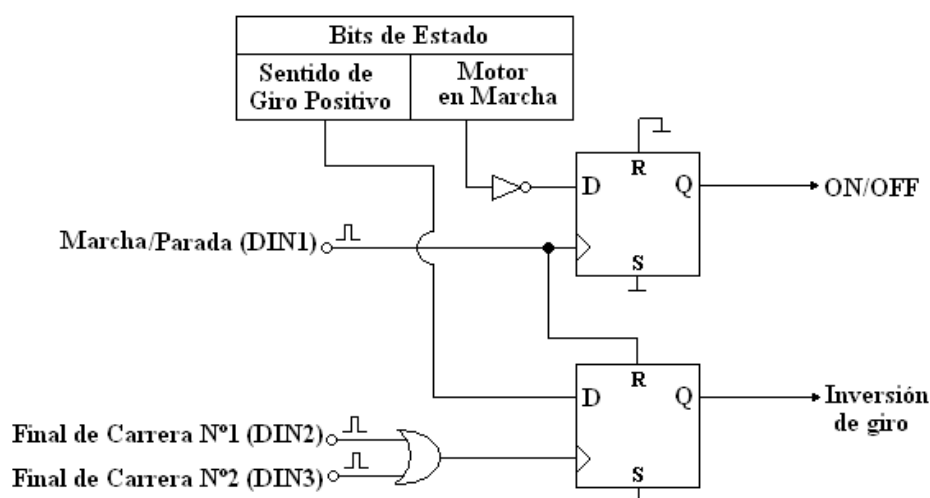 Bits de Estado
Sentido de
Giro Positivo
Motor
en Marcha
R
D
Q
ON/OFF
Marcha/Parada (DIN1)
S
R
D
Q
Inversión
de giro
Final de Carrera Nº1 (DIN2)
Final de Carrera Nº2 (DIN3)
S